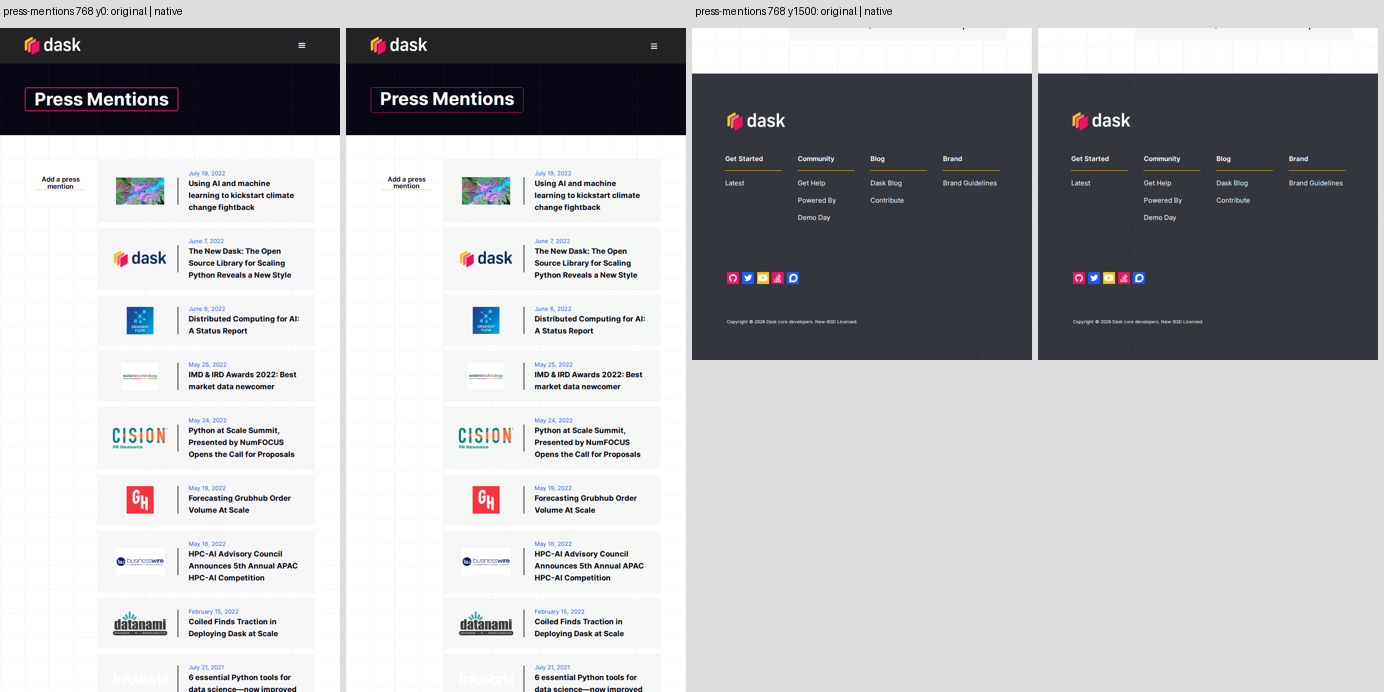 press-mentions 768 y0: original | native
dask
Press Mentions
Add a press
mention
July 19, 2022
Using AI and machine
learning to kickstart climate
change fightback
dask
June 7, 2022
The New Dask: The Open
Source Library for Scaling
Python Reveals a New Style
GRADIENT
FLOW
June 6, 2022
Distributed Computing for AI:
A Status Report
waterstechnology
May 25, 2022
IMD & IRD Awards 2022: Best
market data newcomer
CISION
PR Newswire
May 24, 2022
Python at Scale Summit,
Presented by NumFOCUS
Opens the Call for Proposals
GH
May 19, 2022
Forecasting Grubhub Order
Volume At Scale
businesswire
May 18, 2022
HPC-AI Advisory Council
Announces 5th Annual APAC
HPC-AI Competition
datanami
February 15, 2022
Coiled Finds Traction in
Deploying Dask at Scale
InfoWorld
July 21, 2021
6 essential Python tools for
data science—now improved
dask
Press Mentions
Add a press
mention
July 19, 2022
Using AI and machine
learning to kickstart climate
change fightback
dask
June 7, 2022
The New Dask: The Open
Source Library for Scaling
Python Reveals a New Style
GRADIENT
FLOW
June 6, 2022
Distributed Computing for AI:
A Status Report
waterstechnology
May 25, 2022
IMD & IRD Awards 2022: Best
market data newcomer
CISION
PR Newswire
May 24, 2022
Python at Scale Summit,
Presented by NumFOCUS
Opens the Call for Proposals
GH
May 19, 2022
Forecasting Grubhub Order
Volume At Scale
businesswire
May 18, 2022
HPC-AI Advisory Council
Announces 5th Annual APAC
HPC-AI Competition
datanami
February 15, 2022
Coiled Finds Traction in
Deploying Dask at Scale
InfoWorld
July 21, 2021
6 essential Python tools for
data science—now improved
press-mentions 768 y1500: original | native
dask
Get Started
Community
Blog
Brand
Latest
Get Help
Dask Blog
Brand Guidelines
Powered By
Contribute
Demo Day
Copyright © 2026 Dask core developers. New-BSD Licensed.
dask
Get Started
Community
Blog
Brand
Latest
Get Help
Dask Blog
Brand Guidelines
Powered By
Contribute
Demo Day
Copyright © 2026 Dask core developers. New-BSD Licensed